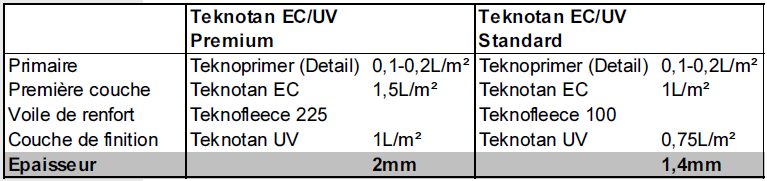 Teknotan EC/UV Premium Teknotan EC/UV Standard
Primaire Teknoprimer (Detail) 0,1-0,2L/m² Teknoprimer (Detail) 0,1-0,2L/m²
Première couche Teknotan EC 1,5L/m² Teknotan EC 1L/m²
Voile de renfort Teknofleece 225 Teknofleece 100
Couche de finition Teknotan UV 1L/m² Teknotan UV 0,75L/m²
Epaisseur 2mm 1,4mm